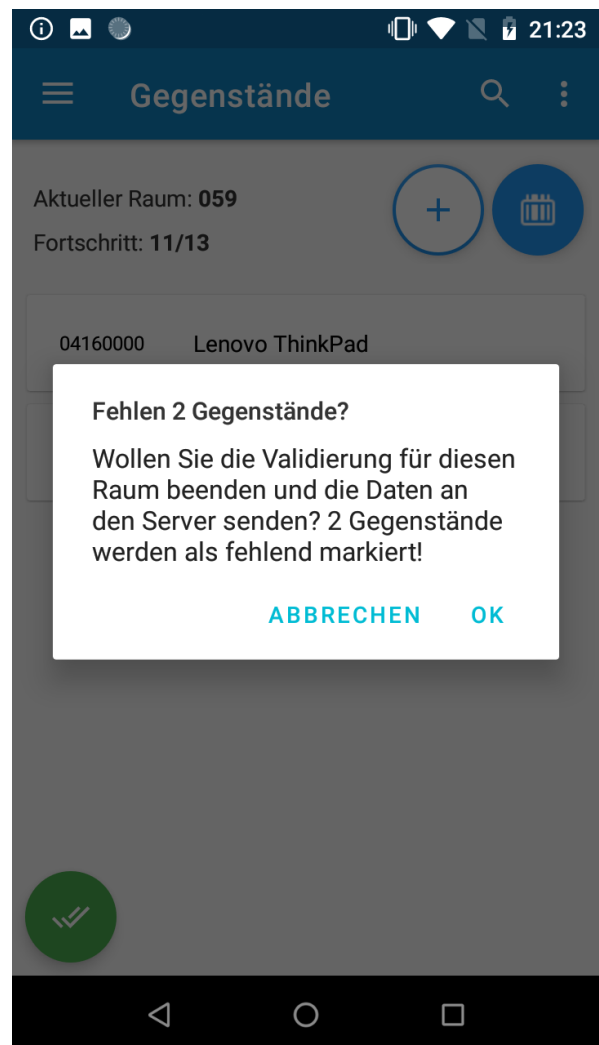 21:23
Gegenstände
Aktueller Raum: 059
Fortschritt: 11/13
04160000 Lenovo ThinkPad
Fehlen 2 Gegenstände?
Wollen Sie die Validierung für diesen
Raum beenden und die Daten an
den Server senden? 2 Gegenstände
werden als fehlend markiert!
ABBRECHEN OK